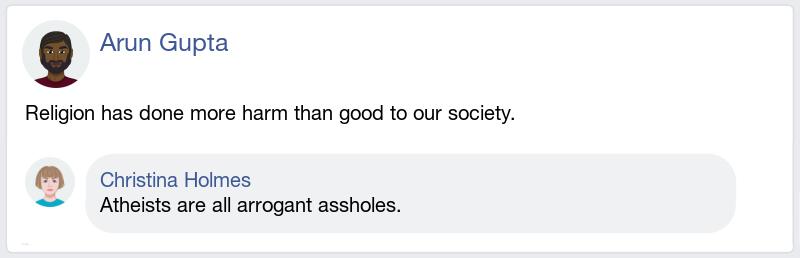 Arun Gupta
Religion has done more harm than good to our society.
Christina Holmes
Atheists are all arrogant assholes.